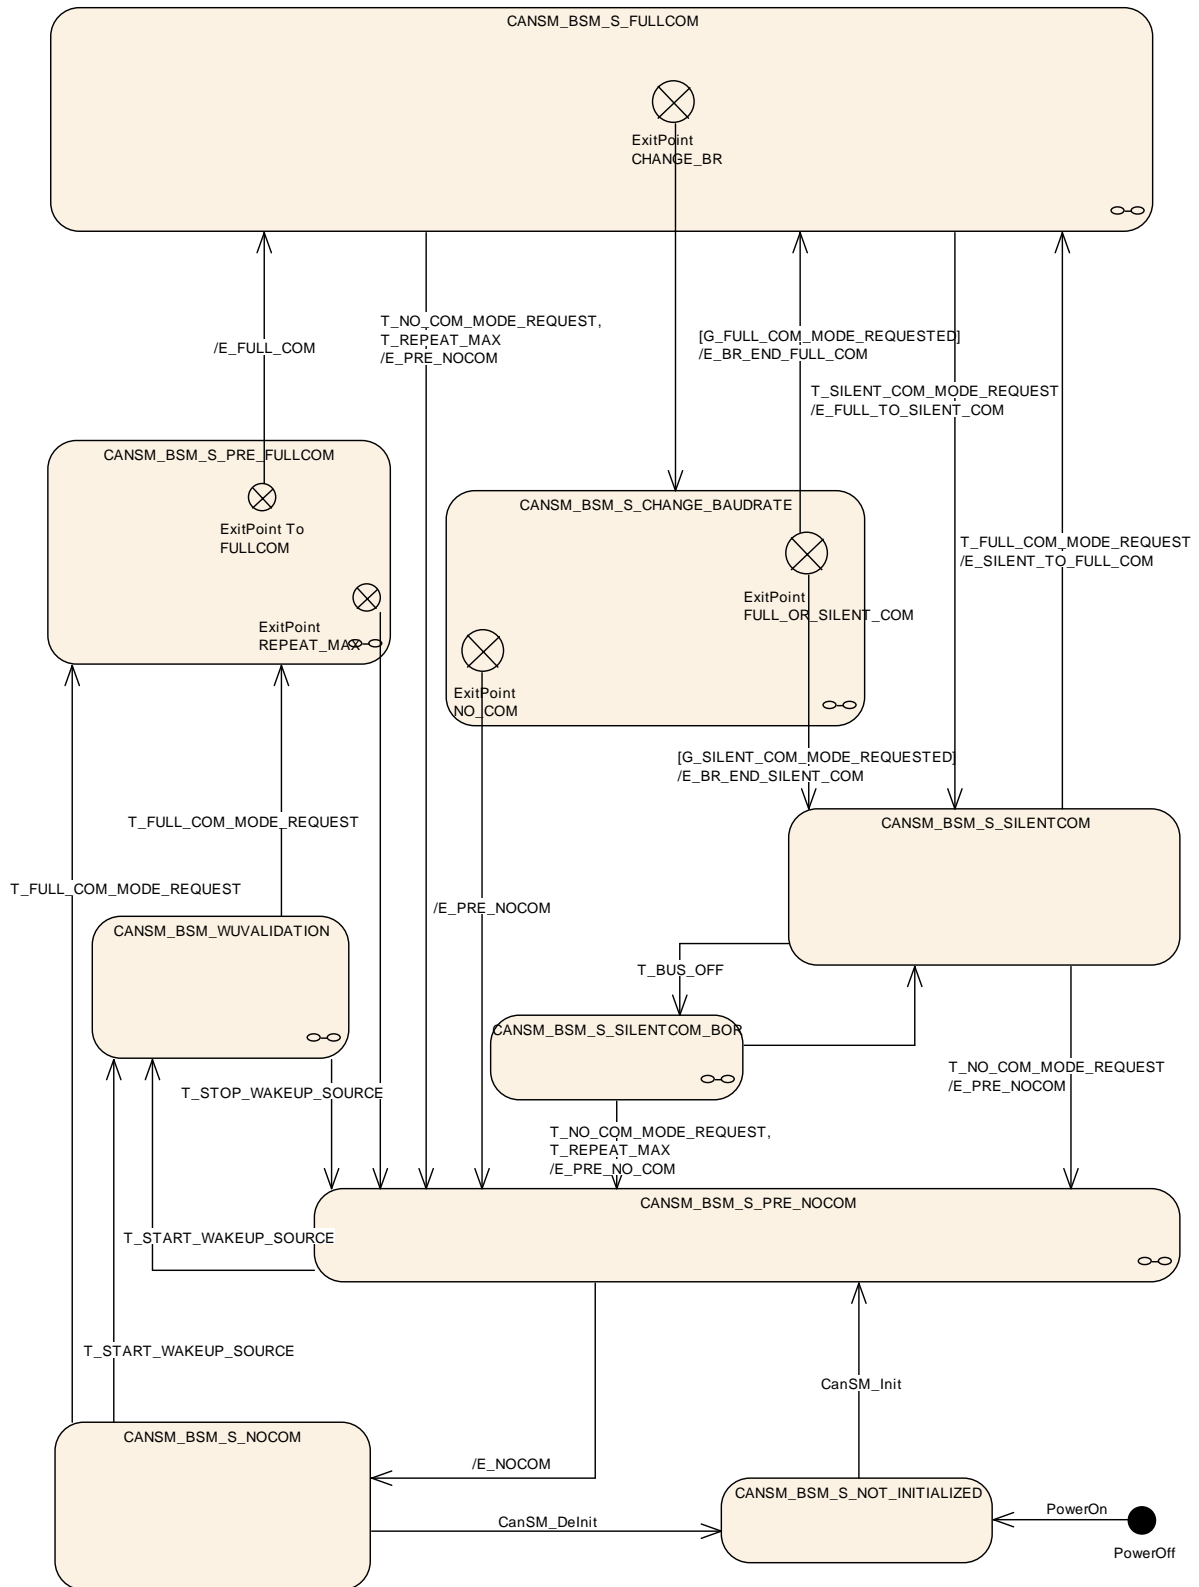 CANSM_BSM_S_FULLCOM
ExitPoint
CHANGE_BR
T_NO_COM_MODE_REQUEST,
T_REPEAT_MAX
/E_PRE_NOCOM
/E_FULL_COM
[G_FULL_COM_MODE_REQUESTED]
/E_BR_END_FULL_COM
T_SILENT_COM_MODE_REQUEST
/E_FULL_TO_SILENT_COM
CANSM_BSM_S_PRE_FULLCOM
ExitPoint To
FULLCOM
ExitPoint
REPEAT_MAX
CANSM_BSM_S_CHANGE_BAUDRATE
ExitPoint
FULL_OR_SILENT_COM
ExitPoint
NO_COM
T_FULL_COM_MODE_REQUEST
/E_SILENT_TO_FULL_COM
[G_SILENT_COM_MODE_REQUESTED]
/E_BR_END_SILENT_COM
T_FULL_COM_MODE_REQUEST
CANSM_BSM_S_SILENTCOM
T_FULL_COM_MODE_REQUEST
/E_PRE_NOCOM
CANSM_BSM_WUVALIDATION
T_BUS_OFF
CANSM_BSM_S_SILENTCOM_BOR
T_NO_COM_MODE_REQUEST
/E_PRE_NOCOM
T_STOP_WAKEUP_SOURCE
T_NO_COM_MODE_REQUEST,
T_REPEAT_MAX
/E_PRE_NO_COM
CANSM_BSM_S_PRE_NOCOM
T_START_WAKEUP_SOURCE
T_START_WAKEUP_SOURCE
CanSM_Init
CANSM_BSM_S_NOCOM
/E_NOCOM
CANSM_BSM_S_NOT_INITIALIZED
CanSM_DeInit
PowerOn
PowerOff